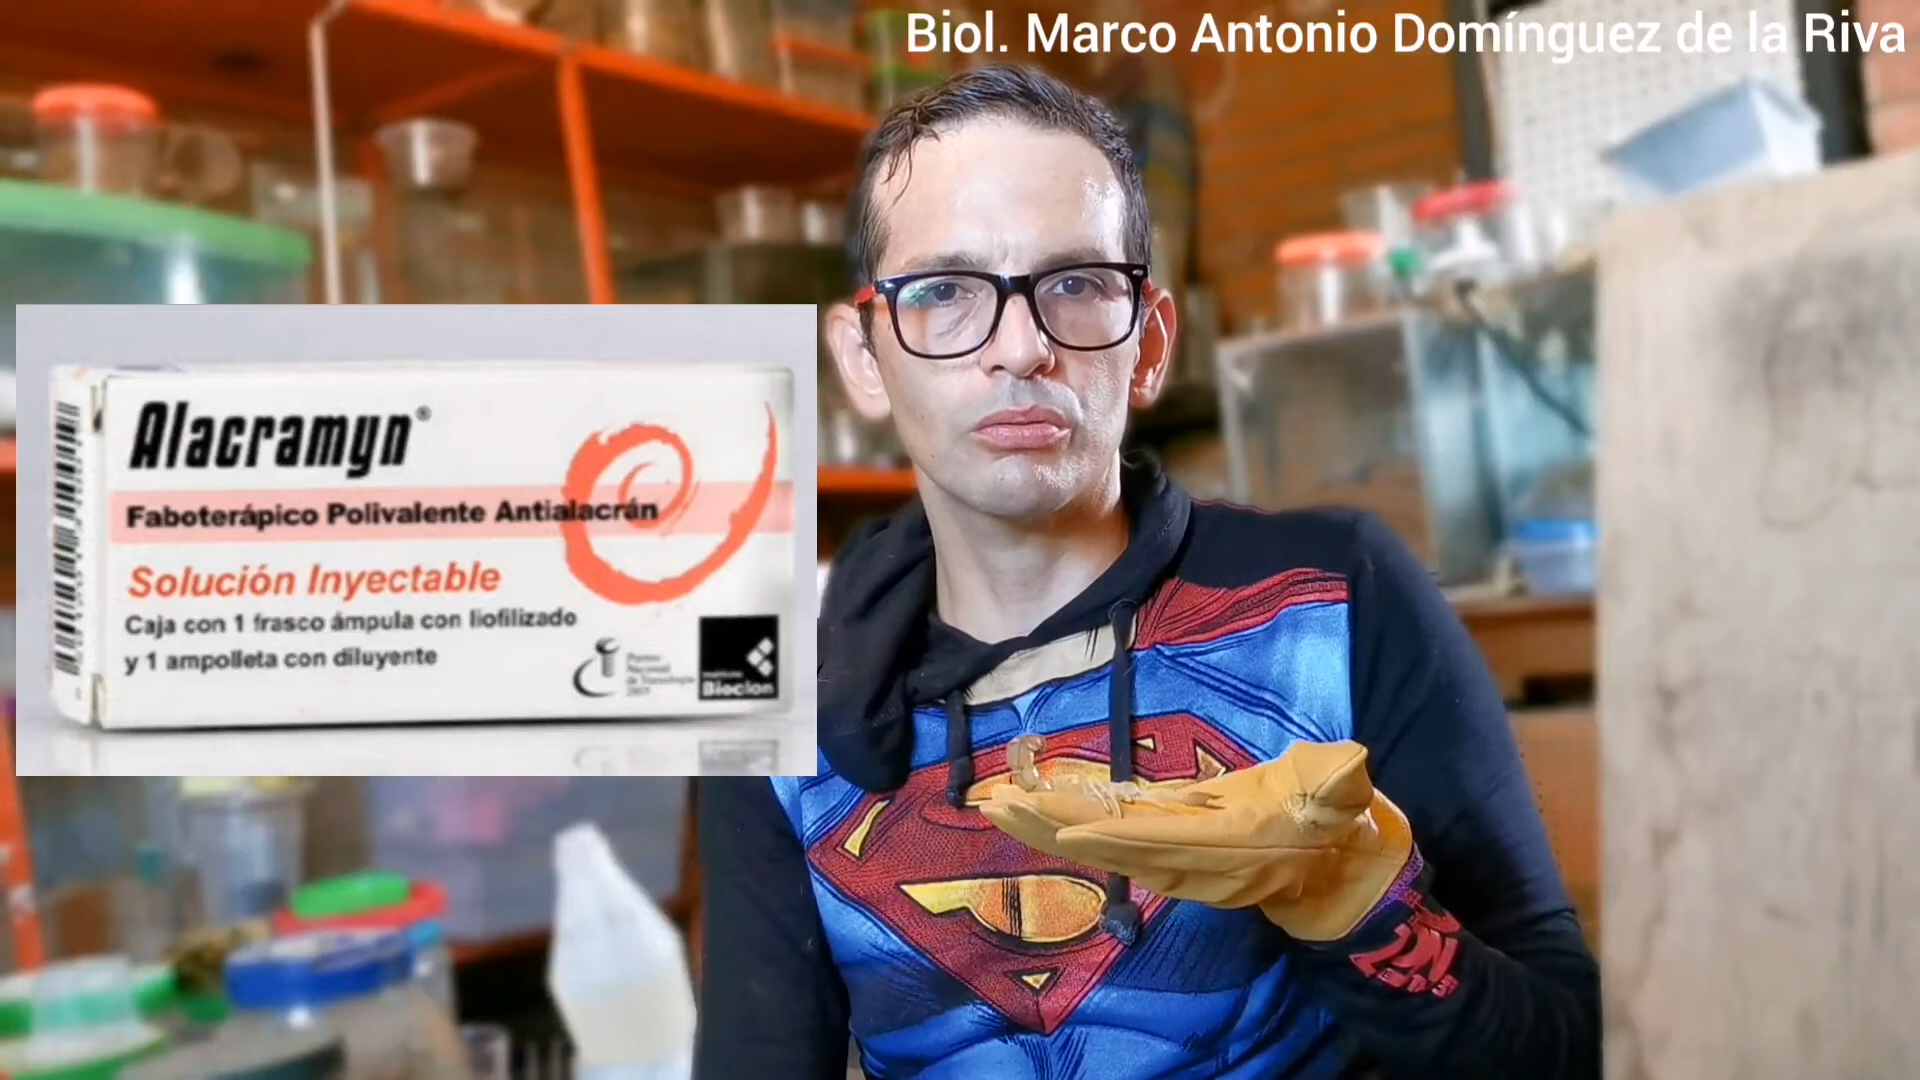 Biol. Marco Antonio Domínguez de la Riva
Alacramyn®
Faboterápico Polivalente Antialacrán
Solución Inyectable
Caja con 1 frasco ámpula con liofilizado
y 1 ampolleta con diluyente
Bioclon